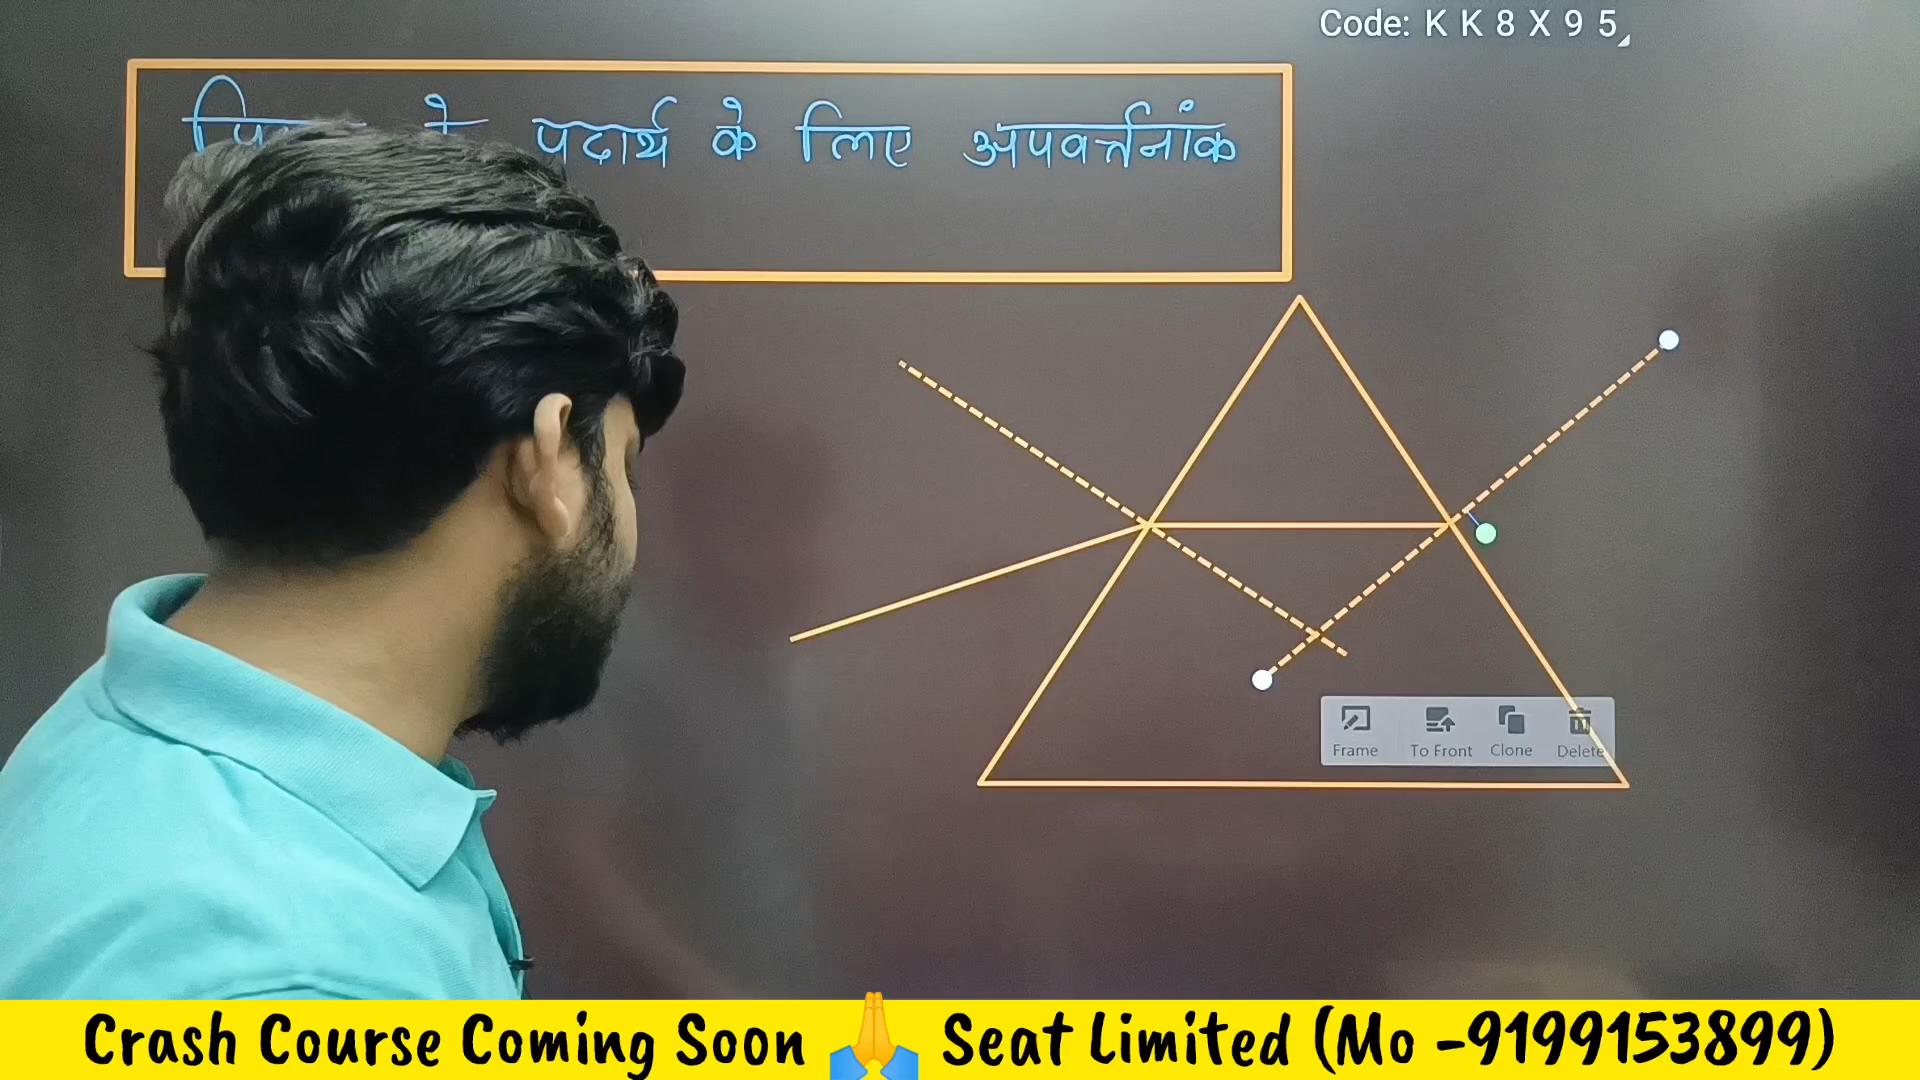 Code: K K 8 X 9 5
पदार्थ के लिए अपवर्त्तनांक
Frame To Front Clone Delete
Crash Course Coming Soon 🙏 Seat Limited (Mo -9199153899)